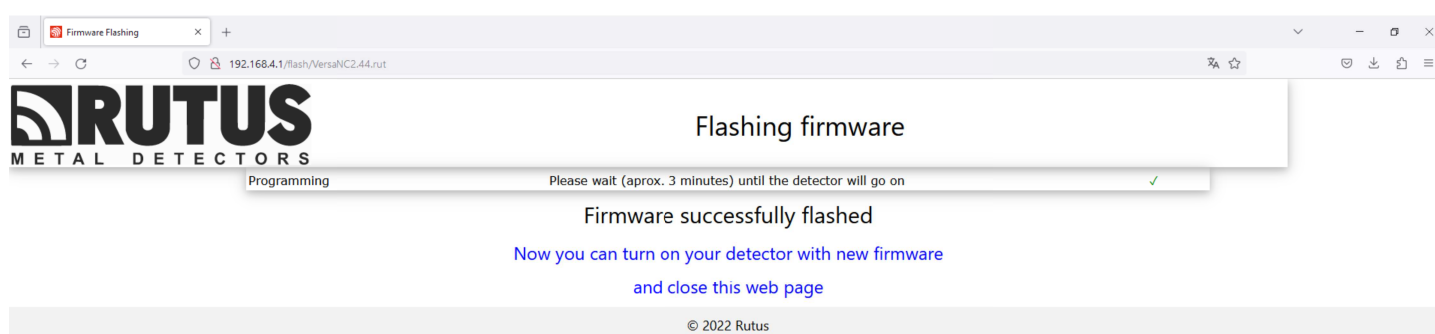 Firmware Flashing
192.168.4.1/flash/VersaNC2.44.rut
RUTUS
METAL DETECTORS
Flashing firmware
Programming Please wait (aprox. 3 minutes) until the detector will go on ✓
Firmware successfully flashed
Now you can turn on your detector with new firmware
and close this web page
© 2022 Rutus